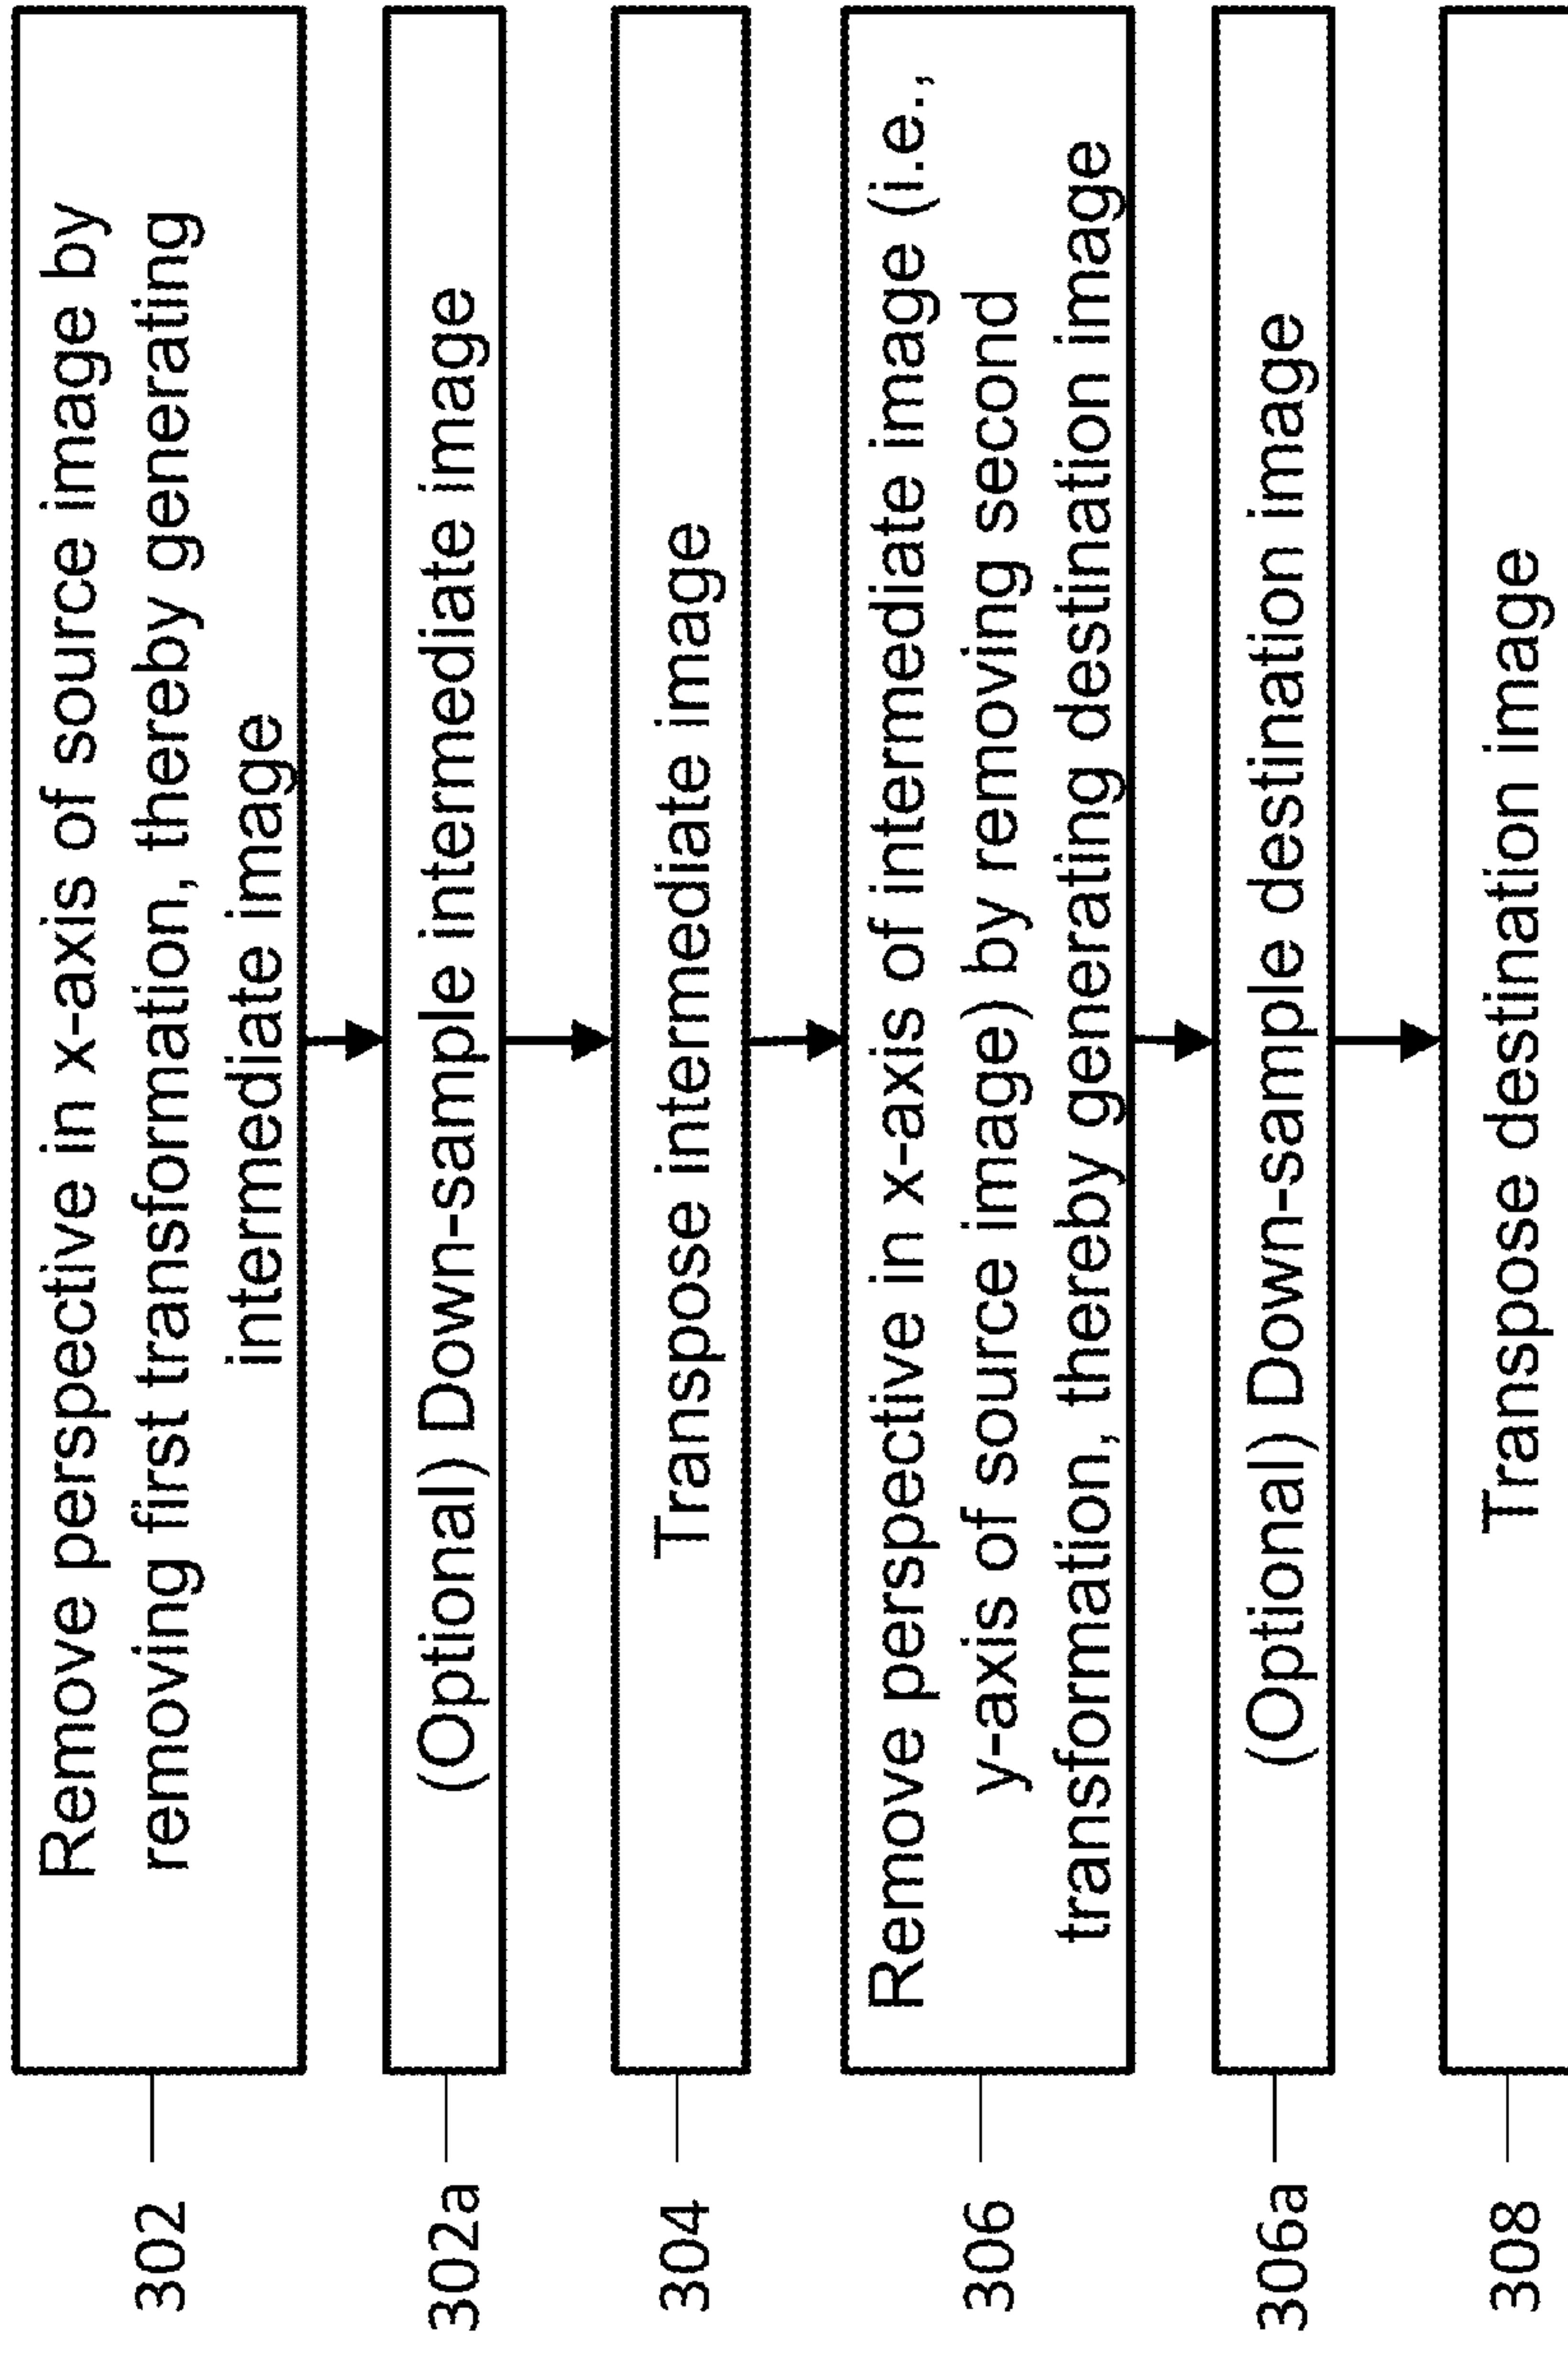 302
Remove perspective in x-axis of source image by
removing first transformation, thereby generating
intermediate image
302a
(Optional) Down-sample intermediate image
304
Transpose intermediate image
306
Remove perspective in x-axis of intermediate image (i.e.,
y-axis of source image) by removing second
transformation, thereby generating destination image
306a
(Optional) Down-sample destination image
308
Transpose destination image